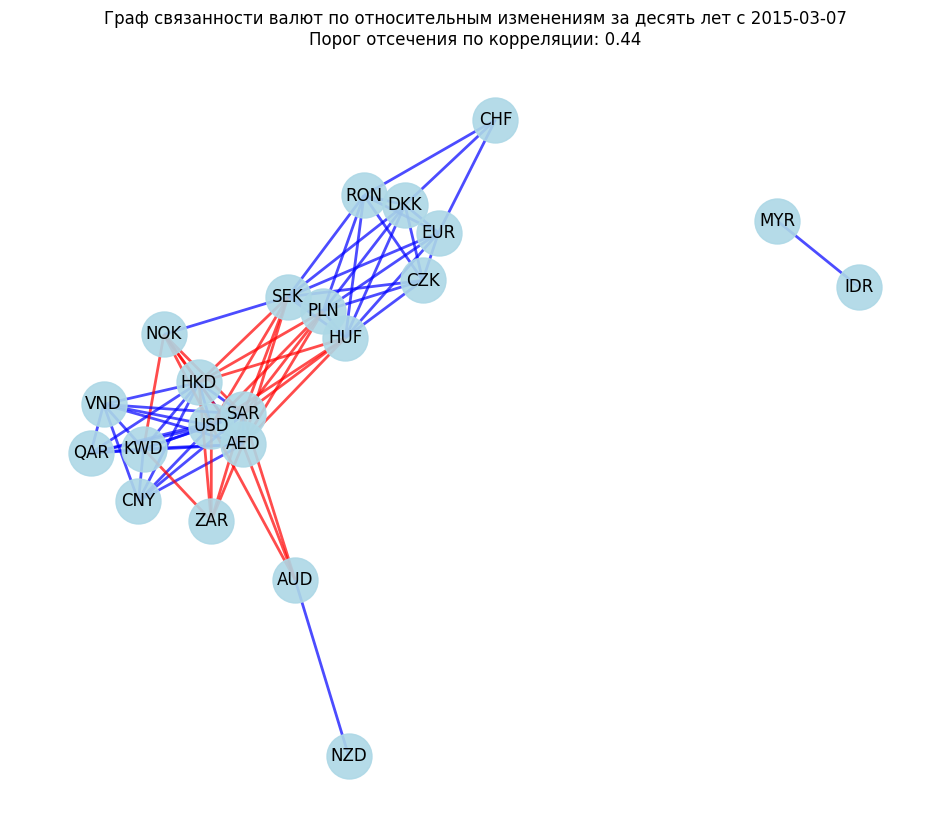 Граф связанности валют по относительным изменениям за десять лет с 2015-03-07
Порог отсечения по корреляции: 0.44
CHF
RON
DKK
EUR
MYR
CZK
IDR
SEK
PLN
NOK
HUF
HKD
VND
SAR
USD
AED
QAR
KWD
CNY
ZAR
AUD
NZD